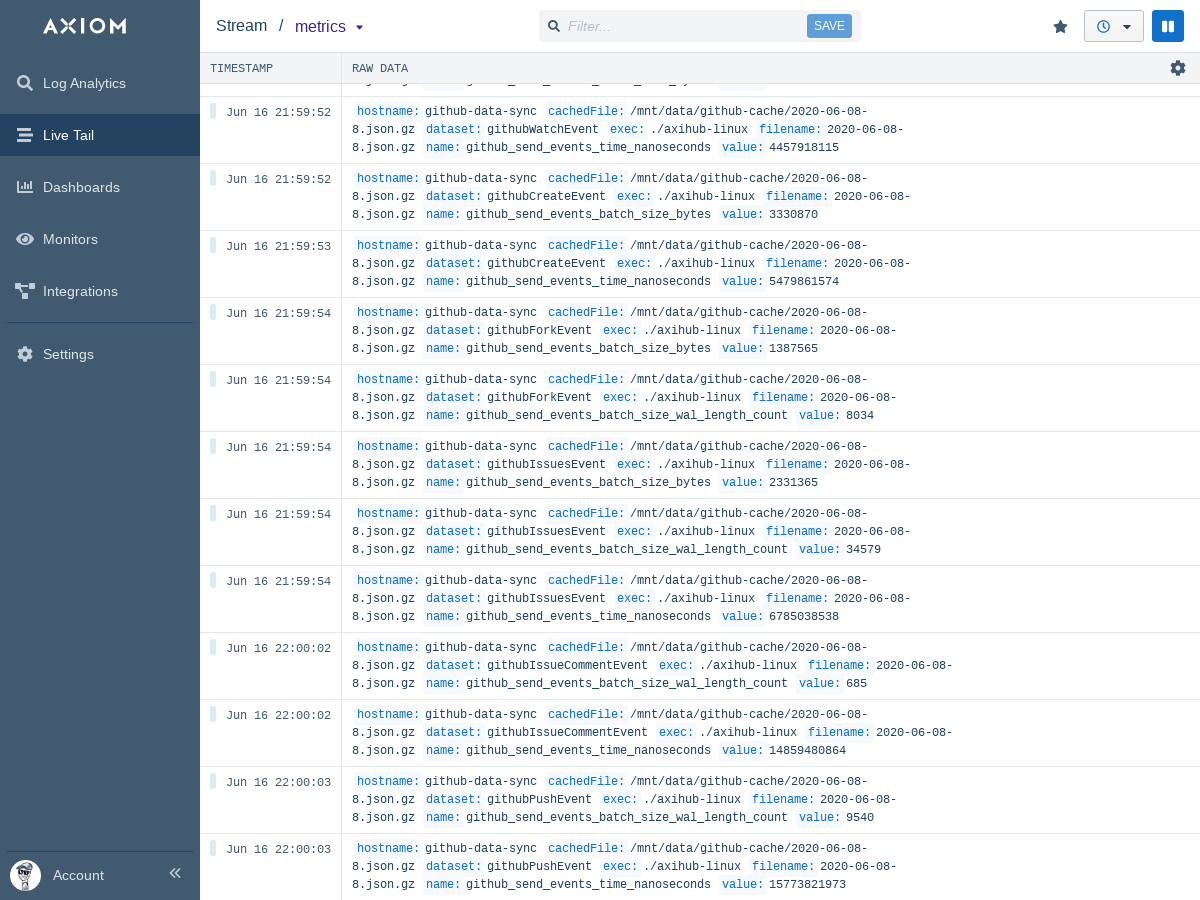 AXIOM
Stream / metrics
Filter...
SAVE
Log Analytics
Live Tail
Dashboards
Monitors
Integrations
Settings
Account
TIMESTAMP RAW DATA
Jun 16 21:59:52 hostname: github-data-sync cachedFile: /mnt/data/github-cache/2020-06-08-
8.json.gz dataset: githubWatchEvent exec: ./axihub-linux filename: 2020-06-08-
8.json.gz name: github_send_events_time_nanoseconds value: 4457918115
Jun 16 21:59:52 hostname: github-data-sync cachedFile: /mnt/data/github-cache/2020-06-08-
8.json.gz dataset: githubCreateEvent exec: ./axihub-linux filename: 2020-06-08-
8.json.gz name: github_send_events_batch_size_bytes value: 3330870
Jun 16 21:59:53 hostname: github-data-sync cachedFile: /mnt/data/github-cache/2020-06-08-
8.json.gz dataset: githubCreateEvent exec: ./axihub-linux filename: 2020-06-08-
8.json.gz name: github_send_events_time_nanoseconds value: 5479861574
Jun 16 21:59:54 hostname: github-data-sync cachedFile: /mnt/data/github-cache/2020-06-08-
8.json.gz dataset: githubForkEvent exec: ./axihub-linux filename: 2020-06-08-
8.json.gz name: github_send_events_batch_size_bytes value: 1387565
Jun 16 21:59:54 hostname: github-data-sync cachedFile: /mnt/data/github-cache/2020-06-08-
8.json.gz dataset: githubForkEvent exec: ./axihub-linux filename: 2020-06-08-
8.json.gz name: github_send_events_batch_size_wal_length_count value: 8034
Jun 16 21:59:54 hostname: github-data-sync cachedFile: /mnt/data/github-cache/2020-06-08-
8.json.gz dataset: githubIssuesEvent exec: ./axihub-linux filename: 2020-06-08-
8.json.gz name: github_send_events_batch_size_bytes value: 2331365
Jun 16 21:59:54 hostname: github-data-sync cachedFile: /mnt/data/github-cache/2020-06-08-
8.json.gz dataset: githubIssuesEvent exec: ./axihub-linux filename: 2020-06-08-
8.json.gz name: github_send_events_batch_size_wal_length_count value: 34579
Jun 16 21:59:54 hostname: github-data-sync cachedFile: /mnt/data/github-cache/2020-06-08-
8.json.gz dataset: githubIssuesEvent exec: ./axihub-linux filename: 2020-06-08-
8.json.gz name: github_send_events_time_nanoseconds value: 6785038538
Jun 16 22:00:02 hostname: github-data-sync cachedFile: /mnt/data/github-cache/2020-06-08-
8.json.gz dataset: githubIssueCommentEvent exec: ./axihub-linux filename: 2020-06-08-
8.json.gz name: github_send_events_batch_size_wal_length_count value: 685
Jun 16 22:00:02 hostname: github-data-sync cachedFile: /mnt/data/github-cache/2020-06-08-
8.json.gz dataset: githubIssueCommentEvent exec: ./axihub-linux filename: 2020-06-08-
8.json.gz name: github_send_events_time_nanoseconds value: 14859480864
Jun 16 22:00:03 hostname: github-data-sync cachedFile: /mnt/data/github-cache/2020-06-08-
8.json.gz dataset: githubPushEvent exec: ./axihub-linux filename: 2020-06-08-
8.json.gz name: github_send_events_batch_size_wal_length_count value: 9540
Jun 16 22:00:03 hostname: github-data-sync cachedFile: /mnt/data/github-cache/2020-06-08-
8.json.gz dataset: githubPushEvent exec: ./axihub-linux filename: 2020-06-08-
8.json.gz name: github_send_events_time_nanoseconds value: 15773821973